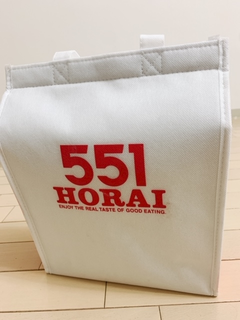 551
HORAI
ENJOY THE REAL TASTE OF GOOD EATING.